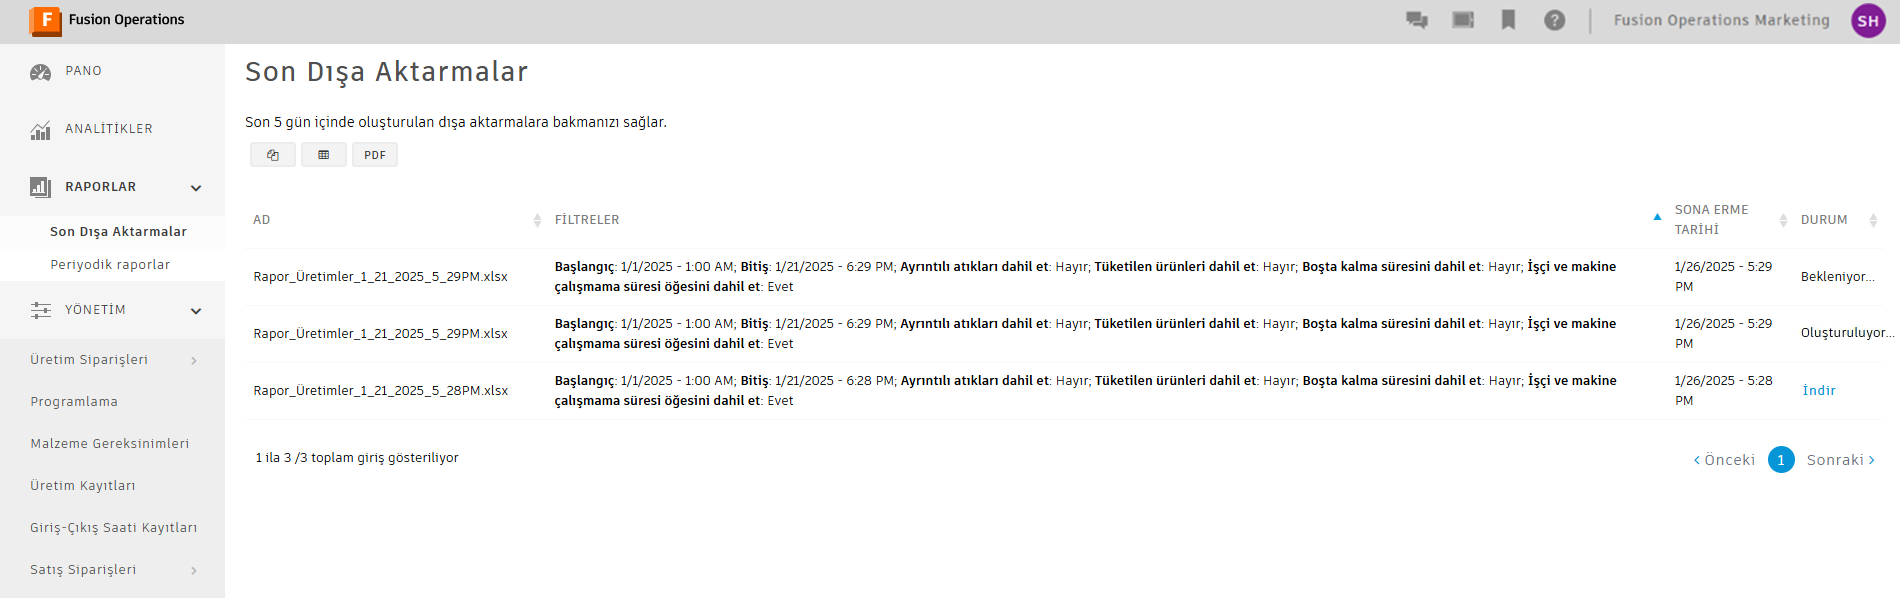 F Fusion Operations
? Fusion Operations Marketing SH
PANO
ANALİTİKLER
RAPORLAR
Son Dışa Aktarmalar
Periyodik raporlar
YÖNETİM
Üretim Siparişleri
Programlama
Malzeme Gereksinimleri
Üretim Kayıtları
Giriş-Çıkış Saati Kayıtları
Satış Siparişleri
Son Dışa Aktarmalar
Son 5 gün içinde oluşturulan dışa aktarmalara bakmanızı sağlar.
PDF
AD
FİLTRELER
SONA ERME
TARİHİ
DURUM
Rapor_Üretimler_1_21_2025_5_29PM.xlsx
Başlangıç: 1/1/2025 - 1:00 AM; Bitiş: 1/21/2025 - 6:29 PM; Ayrıntılı atıkları dahil et: Hayır; Tüketilen ürünleri dahil et: Hayır; Boşta kalma süresini dahil et: Hayır; İşçi ve makine
çalışmama süresi öğesini dahil et: Evet
1/26/2025 - 5:29
PM
Bekleniyor...
Rapor_Üretimler_1_21_2025_5_29PM.xlsx
Başlangıç: 1/1/2025 - 1:00 AM; Bitiş: 1/21/2025 - 6:29 PM; Ayrıntılı atıkları dahil et: Hayır; Tüketilen ürünleri dahil et: Hayır; Boşta kalma süresini dahil et: Hayır; İşçi ve makine
çalışmama süresi öğesini dahil et: Evet
1/26/2025 - 5:29
PM
Oluşturuluyor...
Rapor_Üretimler_1_21_2025_5_28PM.xlsx
Başlangıç: 1/1/2025 - 1:00 AM; Bitiş: 1/21/2025 - 6:28 PM; Ayrıntılı atıkları dahil et: Hayır; Tüketilen ürünleri dahil et: Hayır; Boşta kalma süresini dahil et: Hayır; İşçi ve makine
çalışmama süresi öğesini dahil et: Evet
1/26/2025 - 5:28
PM
İndir
1 ila 3 /3 toplam giriş gösteriliyor
‹ Önceki 1 Sonraki ›